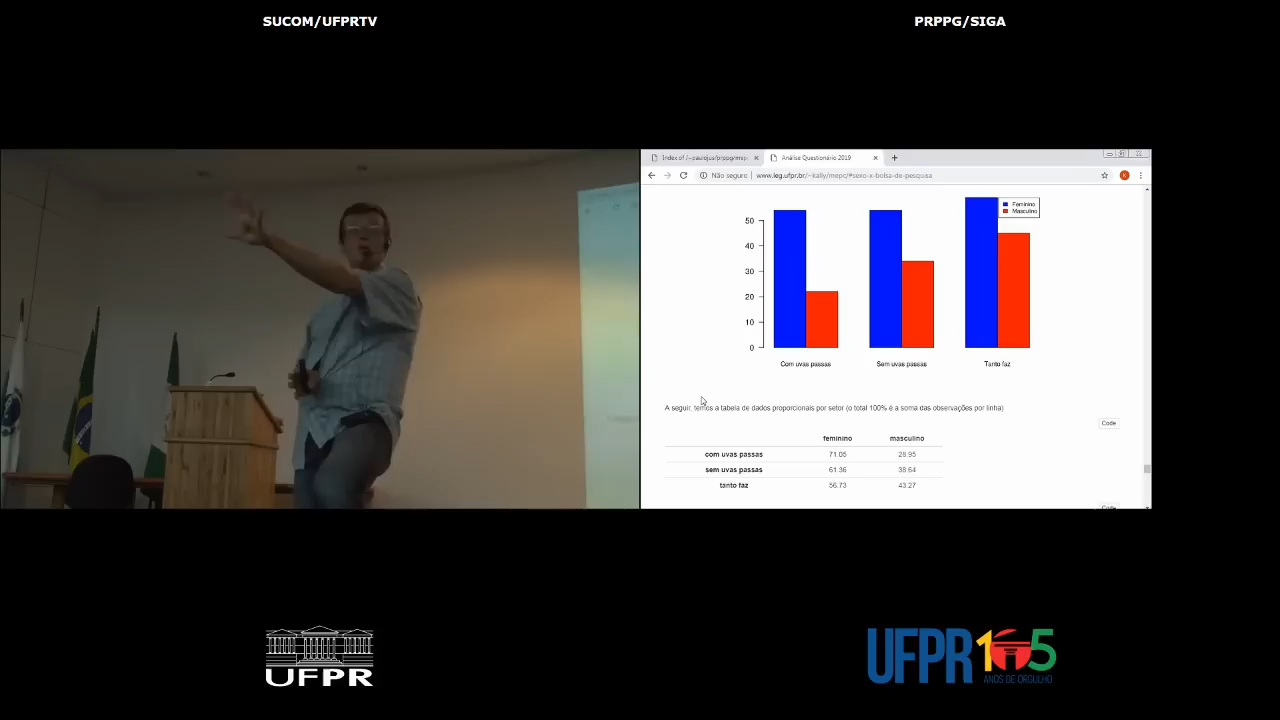 SUCOM/UFPRTV
PRPPG/SIGA
Análise Questionário 2019
Não seguro
www.leg.ufpr.br/~kally/mepc/#sexo-x-bolsa-de-pesquisa
K
Feminino
Masculino
50
40
30
20
10
0
Com uvas passas
Sem uvas passas
Tanto faz
A seguir, temos a tabela de dados proporcionais por setor (o total 100% é a soma das observações por linha)
Code
feminino masculino
com uvas passas 71.05 28.95
sem uvas passas 61.36 38.64
tanto faz 56.73 43.27
Code
UFPR
UFPR 105
ANOS DE ORGULHO